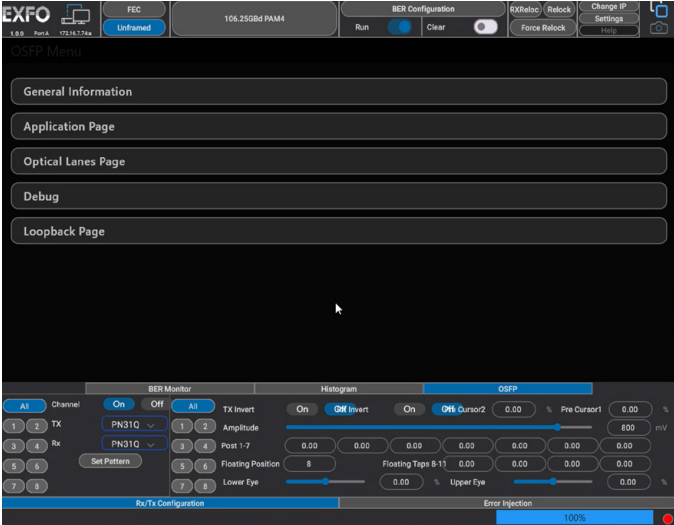 EXFO
FEC
106.25GBd PAM4
BER Configuration
RXReloc Relock
Change IP
Settings
Run
Clear
Force Relock
Help
1.0.0 Port A 172.16.7.74:a
Unframed
OSFP Menu
General Information
Application Page
Optical Lanes Page
Debug
Loopback Page
BER Monitor
Histogram
OSFP
All Channel On Off All TX Invert On Off Invert On Off Cursor2 0.00 % Pre Cursor1 0.00 %
1 2 TX PN31Q 1 2 Amplitude 800 mV
3 4 Rx PN31Q 3 4 Post 1-7 0.00 0.00 0.00 0.00 0.00 0.00 0.00
5 6 Set Pattern 5 6 Floating Position 8 Floating Taps 8-11 0.00 0.00 0.00 0.00
7 8 7 8 Lower Eye 0.00 % Upper Eye 0.00 %
Rx/Tx Configuration
Error Injection
100%